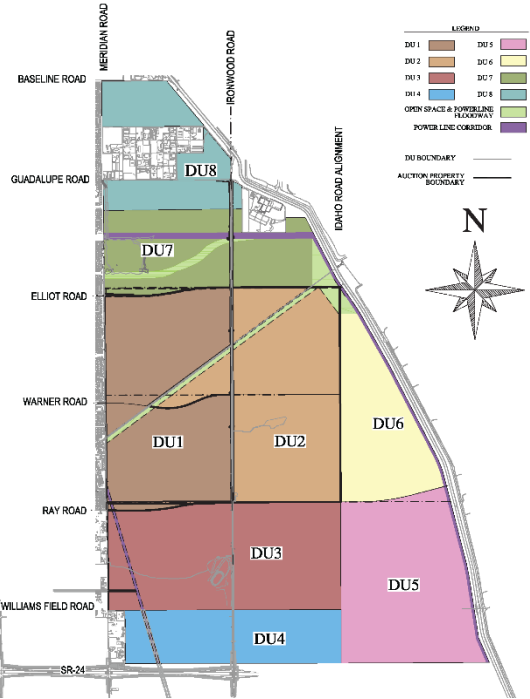 MERIDIAN ROAD
IRONWOOD ROAD
IDAHO ROAD ALIGNMENT
BASELINE ROAD
GUADALUPE ROAD
ELLIOT ROAD
WARNER ROAD
RAY ROAD
WILLIAMS FIELD ROAD
SR-24
DU8
DU7
DU1
DU2
DU6
DU3
DU5
DU4
LEGEND
DU 1
DU 5
DU 2
DU 6
DU 3
DU 7
DU 4
DU 8
OPEN SPACE & POWERLINE
FLOODWAY
POWER LINE CORRIDOR
DU BOUNDARY
AUCTION PROPERTY
BOUNDARY
N